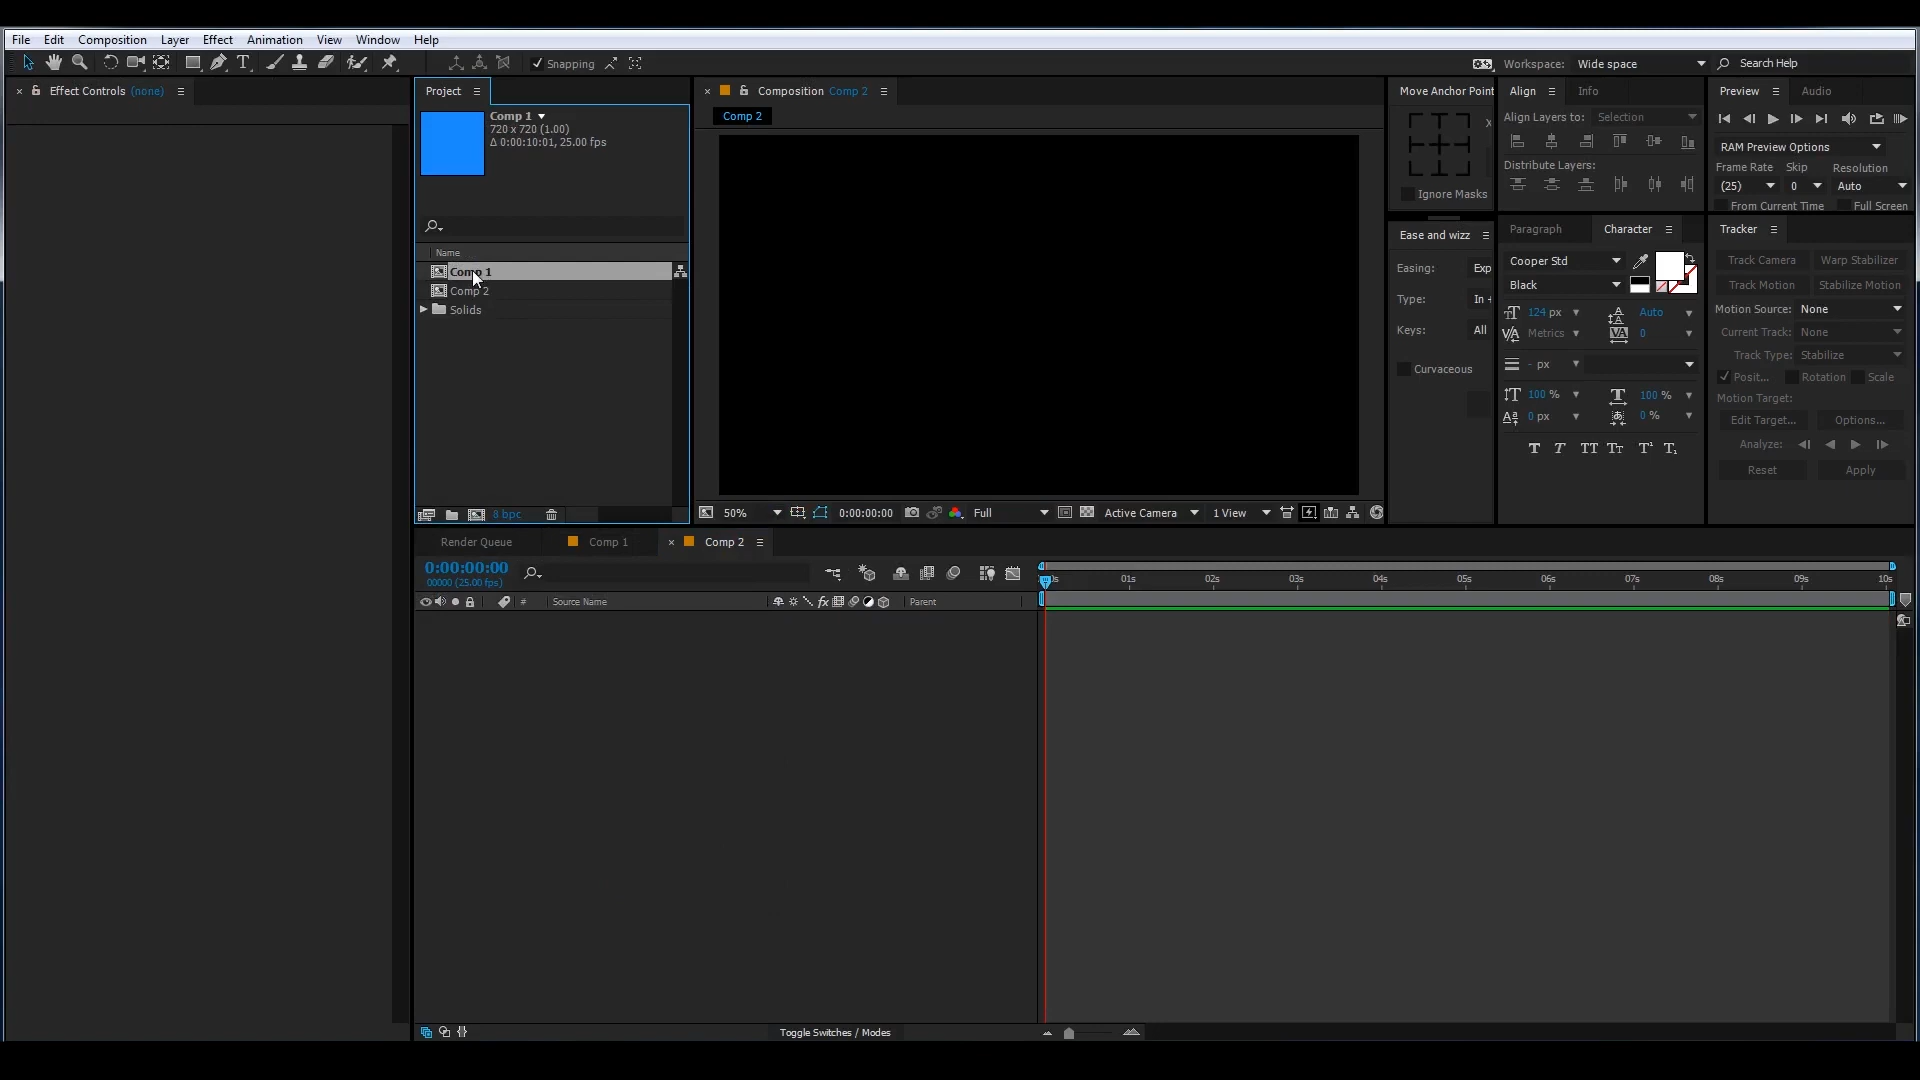 File Edit Composition Layer Effect Animation View Window Help
Snapping
Workspace: Wide space
Search Help
Effect Controls (none)
Project
Comp 1
720 x 720 (1.00)
Δ 0:00:10:01, 25.00 fps
Name
Comp 1
Comp 2
Solids
8 bpc
Composition Comp 2
Comp 2
50%
0:00:00:00
Full
Active Camera
1 View
Move Anchor Point
Ignore Masks
Ease and wizz
Easing:
Type:
Keys: All
Curvaceous
Align Info
Align Layers to: Selection
Distribute Layers:
Paragraph Character
Cooper Std
Black
124 px Auto
Metrics 0
- px
100 % 100 %
0 px 0 %
Preview Audio
RAM Preview Options
Frame Rate Skip Resolution
(25) 0 Auto
From Current Time Full Screen
Tracker
Track Camera Warp Stabilizer
Track Motion Stabilize Motion
Motion Source: None
Current Track: None
Track Type: Stabilize
Posit... Rotation Scale
Motion Target:
Edit Target... Options...
Analyze:
Reset Apply
Render Queue Comp 1 Comp 2
0:00:00:00
00000 (25.00 fps)
# Source Name Parent
01s 02s 03s 04s 05s 06s 07s 08s 09s 10s
Toggle Switches / Modes